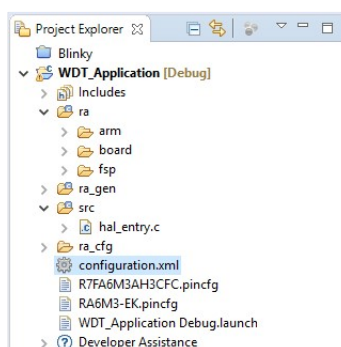 Project Explorer
Blinky
WDT_Application [Debug]
Includes
ra
arm
board
fsp
ra_gen
src
hal_entry.c
ra_cfg
configuration.xml
R7FA6M3AH3CFC.pincfg
RA6M3-EK.pincfg
WDT_Application Debug.launch
Developer Assistance